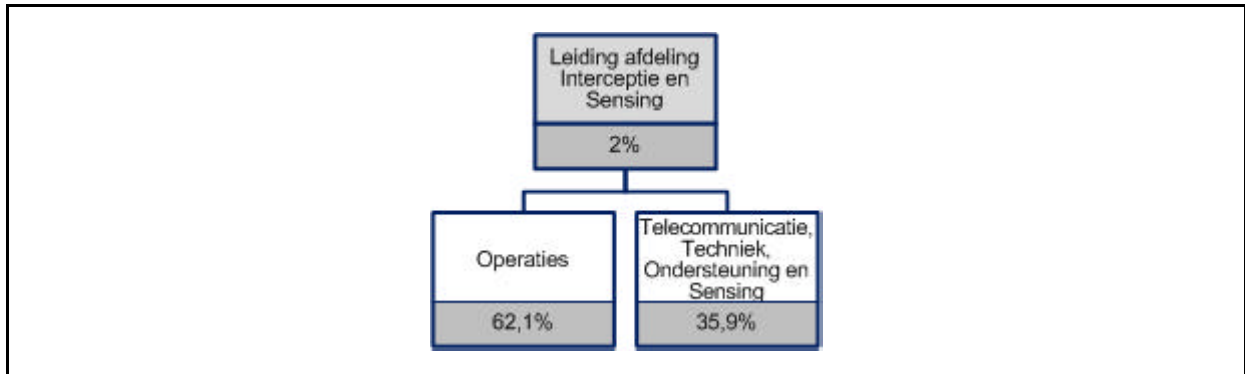 Leiding afdeling
Interceptie en
Sensing
2%
Operaties
62,1%
Telecommunicatie,
Techniek,
Ondersteuning en
Sensing
35,9%